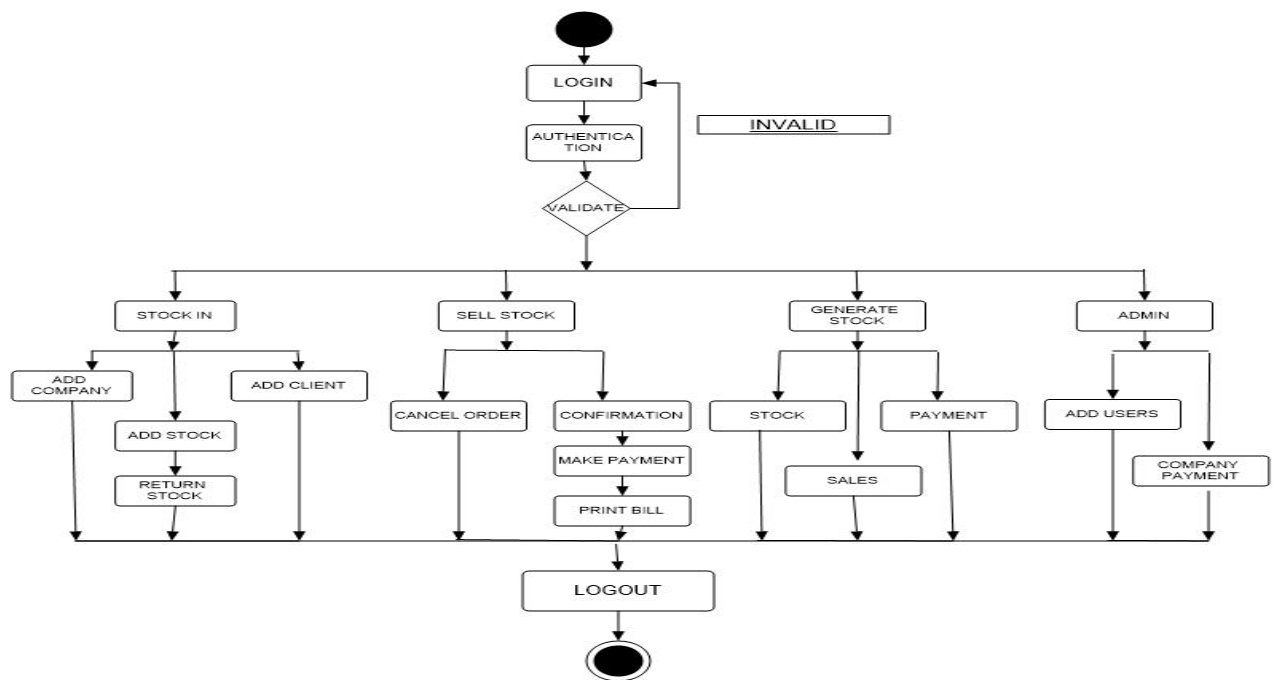 LOGIN
INVALID
AUTHENTICA
TION
VALIDATE
STOCK IN
SELL STOCK
GENERATE
STOCK
ADMIN
ADD
COMPANY
ADD CLIENT
ADD STOCK
RETURN
STOCK
CANCEL ORDER
CONFIRMATION
MAKE PAYMENT
PRINT BILL
STOCK
PAYMENT
SALES
ADD USERS
COMPANY
PAYMENT
LOGOUT